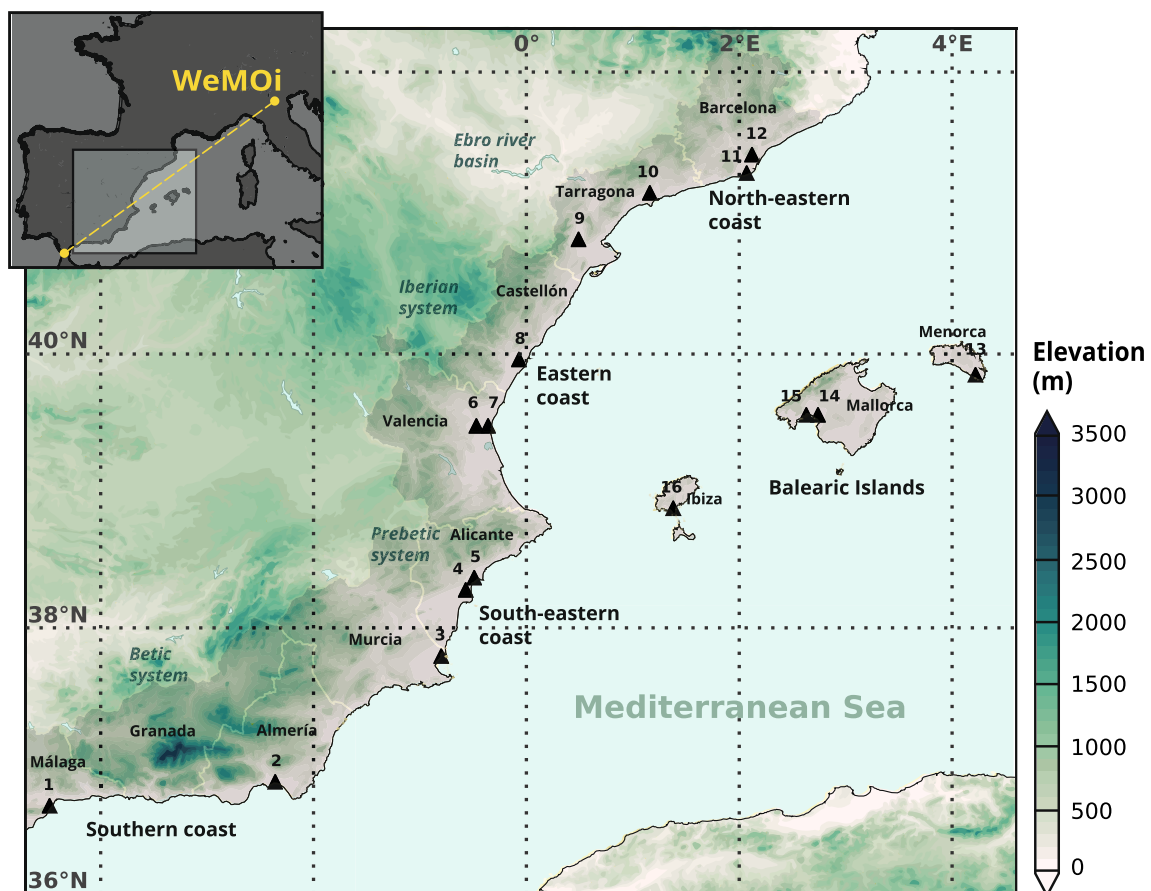 WeMOi
0°
2°E
4°E
Barcelona
12
11
Ebro river
basin
10
Tarragona
North-eastern
coast
9
Iberian
system
Castellón
Menorca
13
40°N
8
Eastern
coast
Elevation
(m)
6 7
15 14
Mallorca
Valencia
3500
16
Ibiza
Balearic Islands
3000
Prebetic
system
Alicante
5
4
2500
38°N
South-eastern
coast
2000
3
Murcia
Betic
system
1500
Mediterranean Sea
Granada
Almería
1000
Málaga
2
1
500
Southern coast
0
36°N